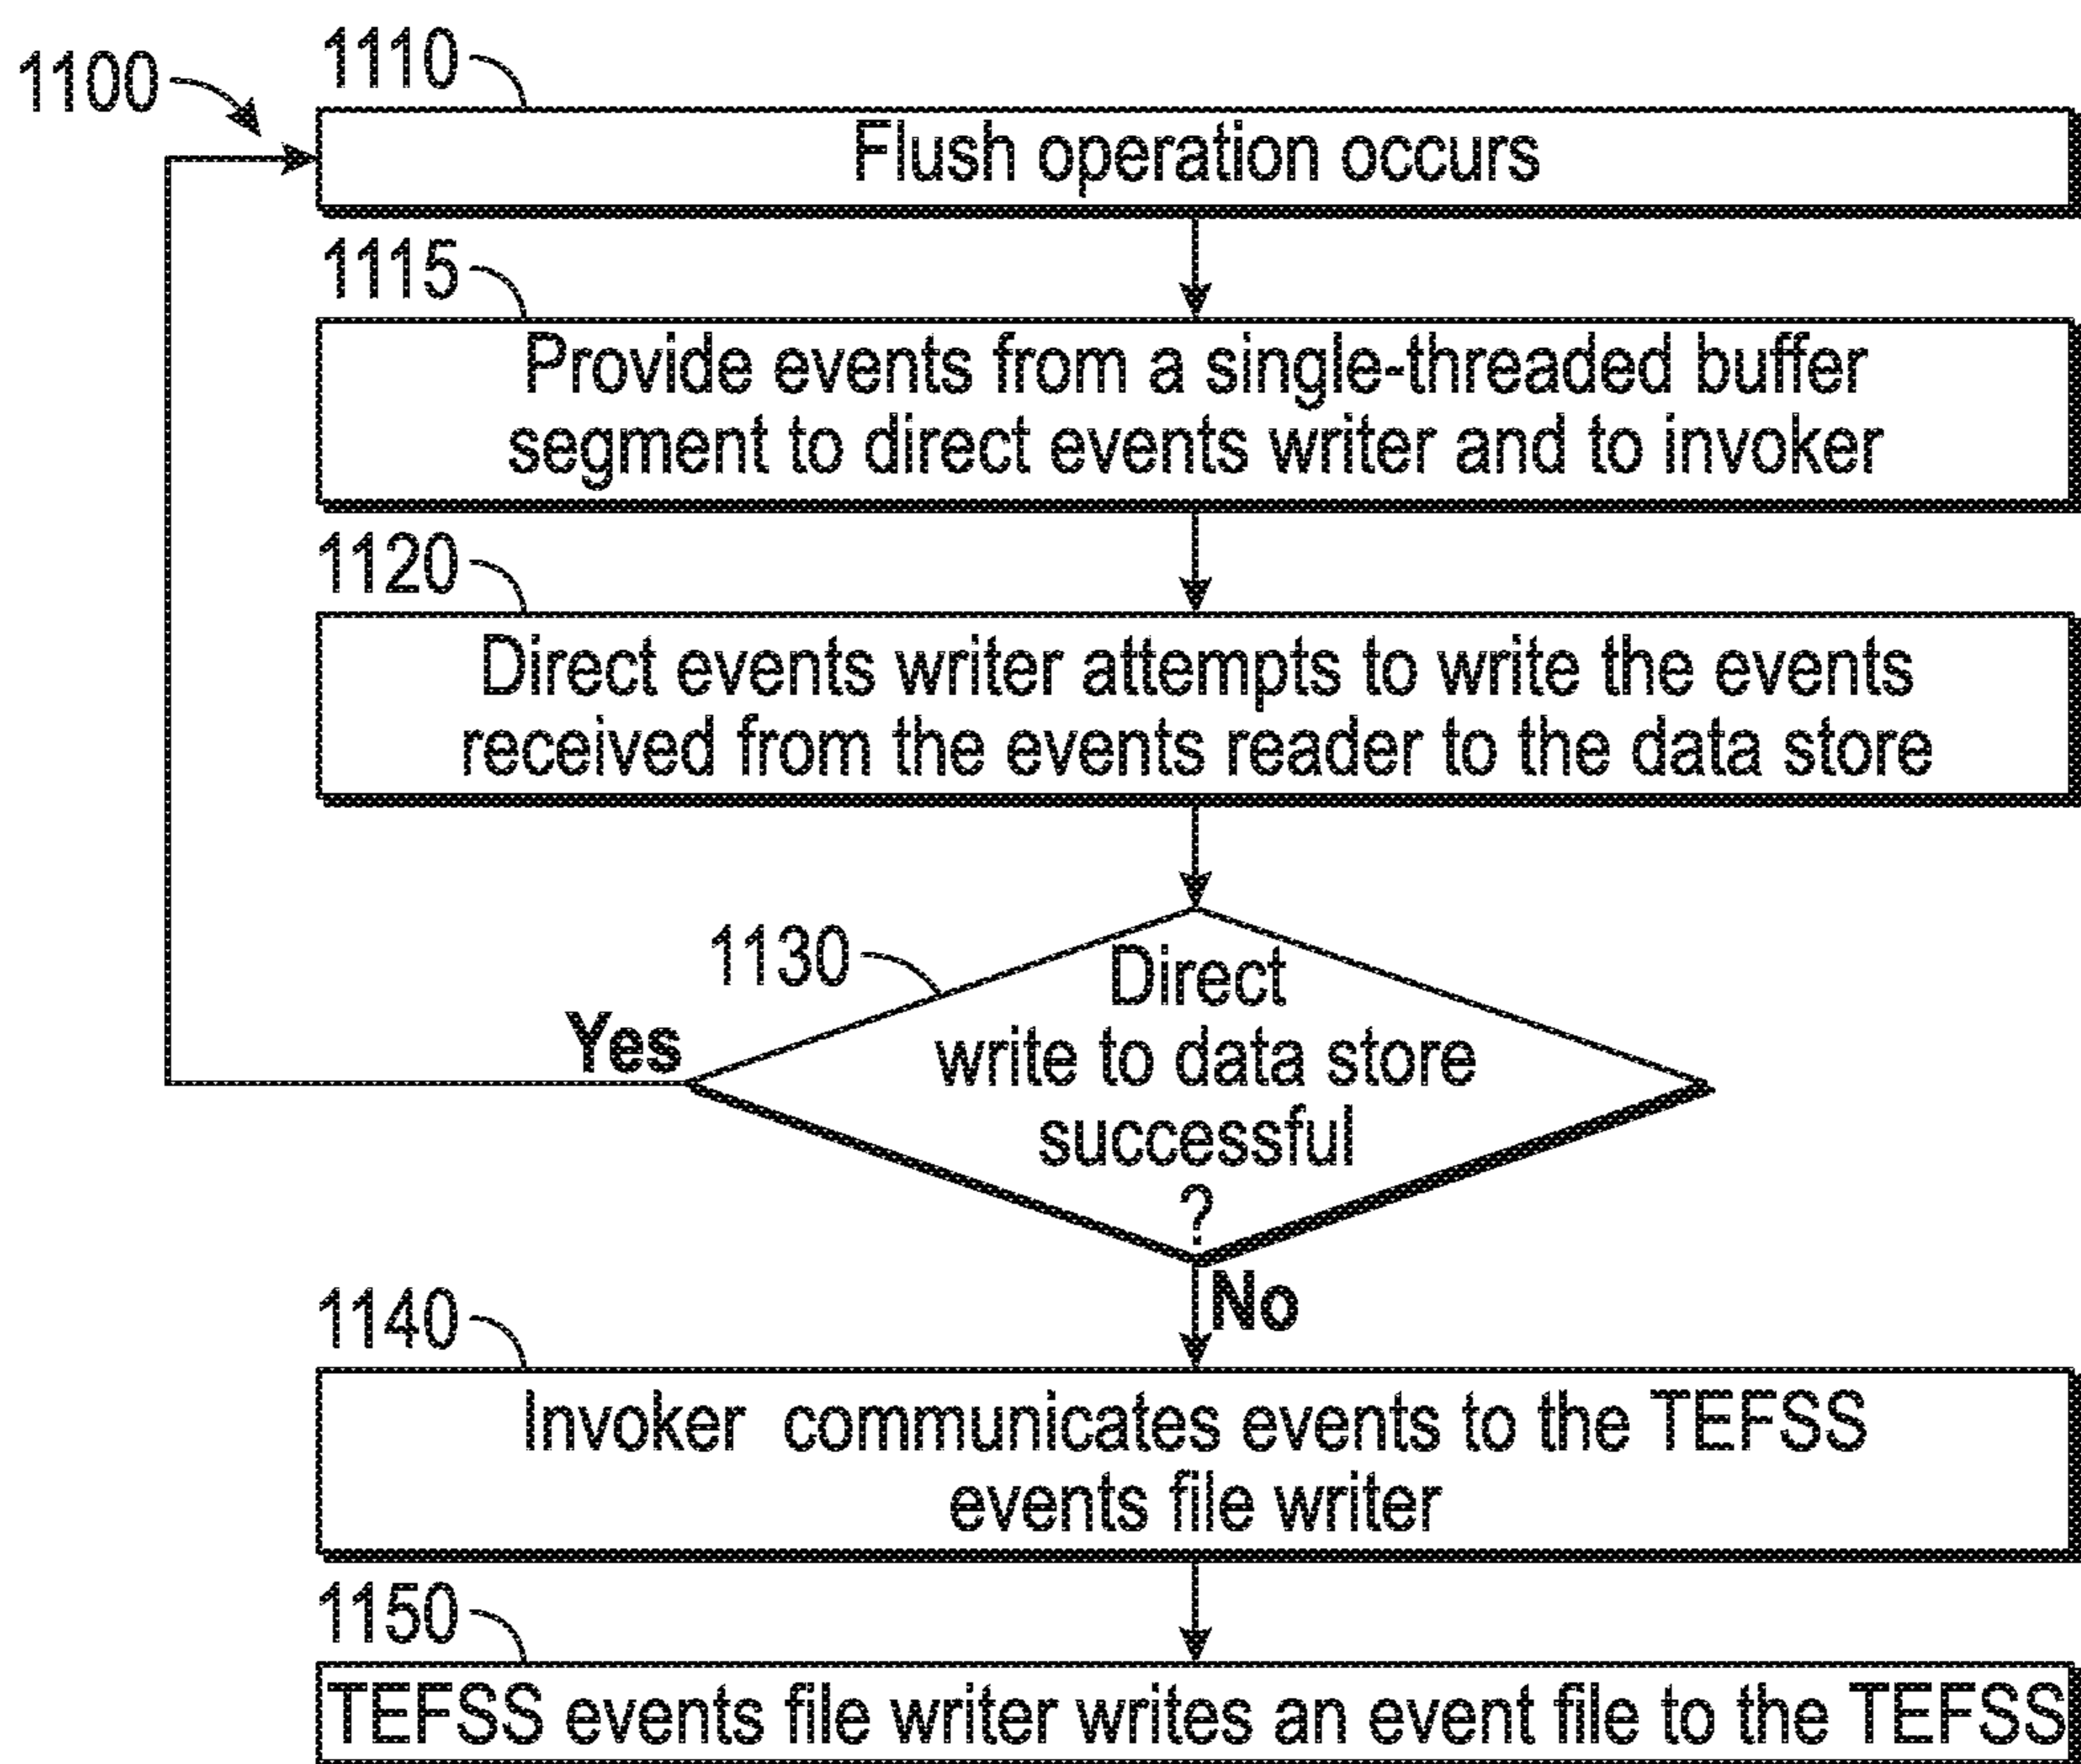 1100
1110
Flush operation occurs
1115
Provide events from a single-threaded buffer
segment to direct events writer and to invoker
1120
Direct events writer attempts to write the events
received from the events reader to the data store
1130
Direct
write to data store
successful
?
Yes
No
1140
Invoker communicates events to the TEFSS
events file writer
1150
TEFSS events file writer writes an event file to the TEFSS